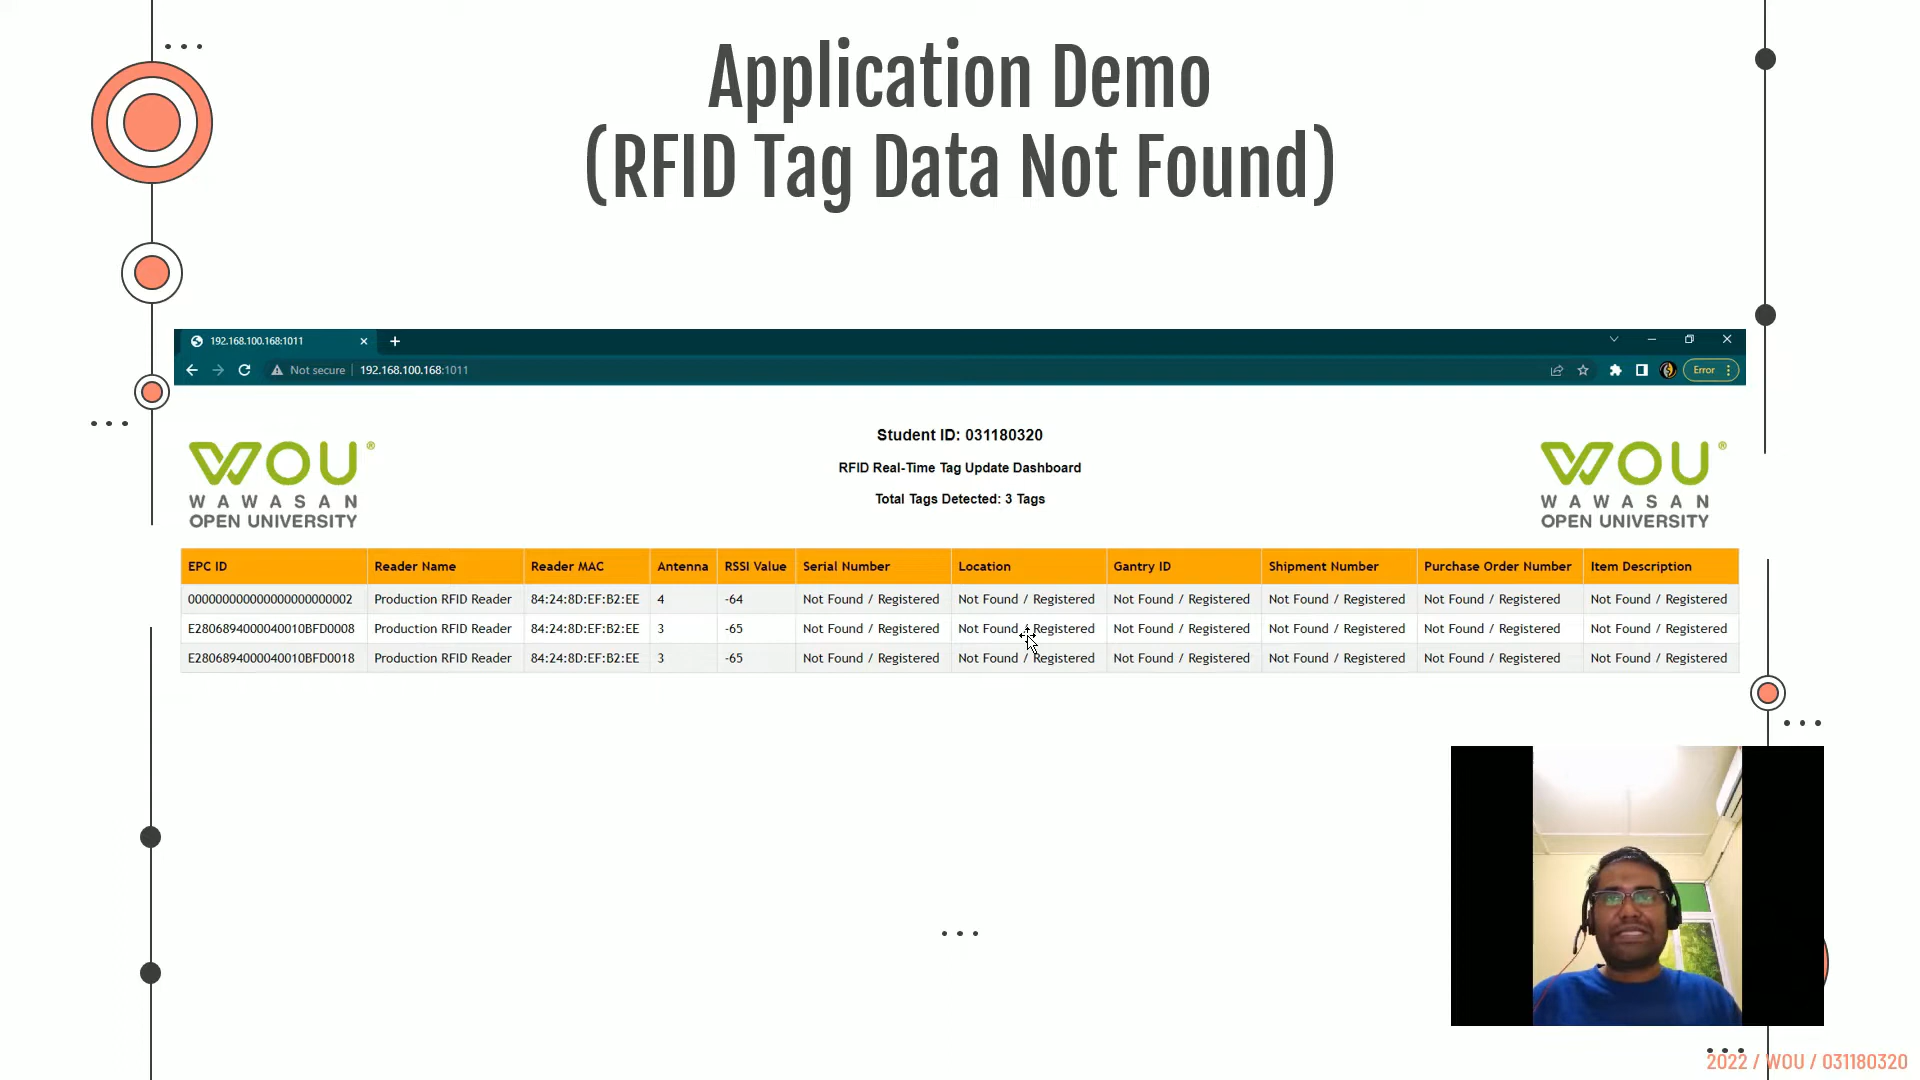 Application Demo
(RFID Tag Data Not Found)
192.168.100.168:1011
Not secure 192.168.100.168:1011 Error
Student ID: 031180320
RFID Real-Time Tag Update Dashboard
Total Tags Detected: 3 Tags
WOU®
WAWASAN
OPEN UNIVERSITY
WOU®
WAWASAN
OPEN UNIVERSITY
EPC ID Reader Name Reader MAC Antenna RSSI Value Serial Number Location Gantry ID Shipment Number Purchase Order Number Item Description
000000000000000000000002 Production RFID Reader 84:24:8D:EF:B2:EE 4 -64 Not Found / Registered Not Found / Registered Not Found / Registered Not Found / Registered Not Found / Registered Not Found / Registered
E2806894000040010BFD0008 Production RFID Reader 84:24:8D:EF:B2:EE 3 -65 Not Found / Registered Not Found / Registered Not Found / Registered Not Found / Registered Not Found / Registered Not Found / Registered
E2806894000040010BFD0018 Production RFID Reader 84:24:8D:EF:B2:EE 3 -65 Not Found / Registered Not Found / Registered Not Found / Registered Not Found / Registered Not Found / Registered Not Found / Registered
2022 / WOU / 031180320